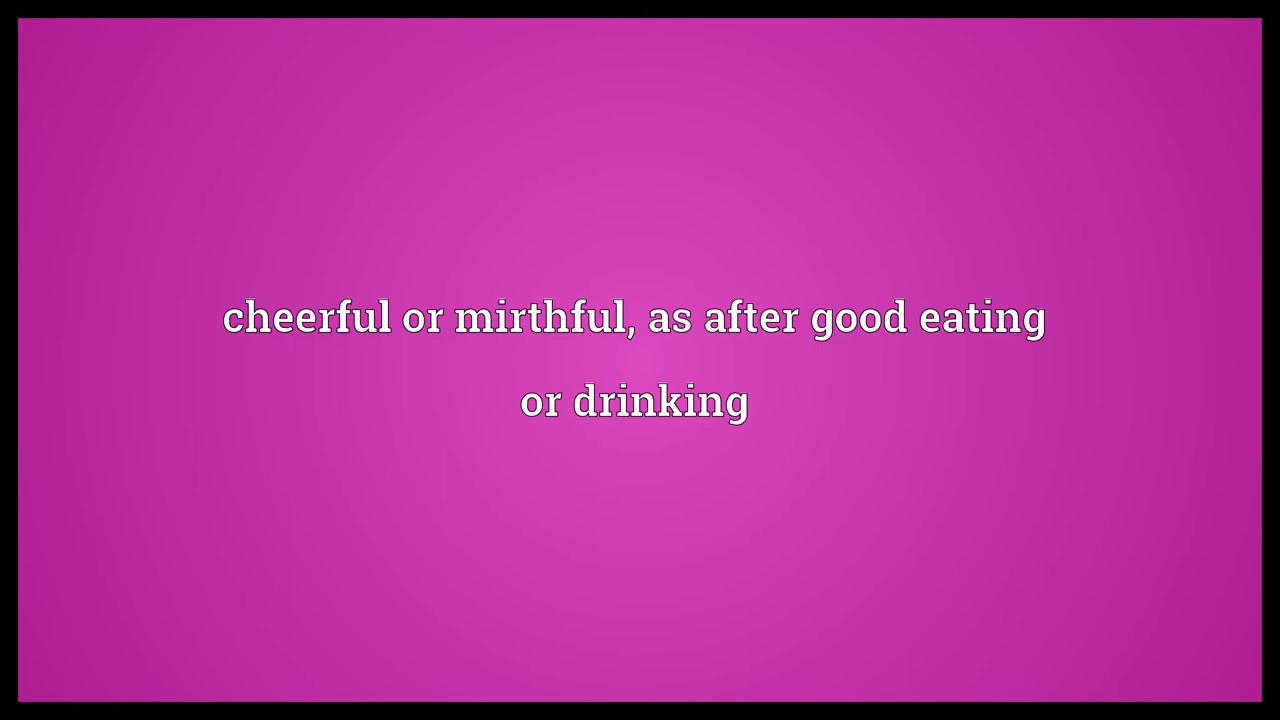 cheerful or mirthful, as after good eating
or drinking